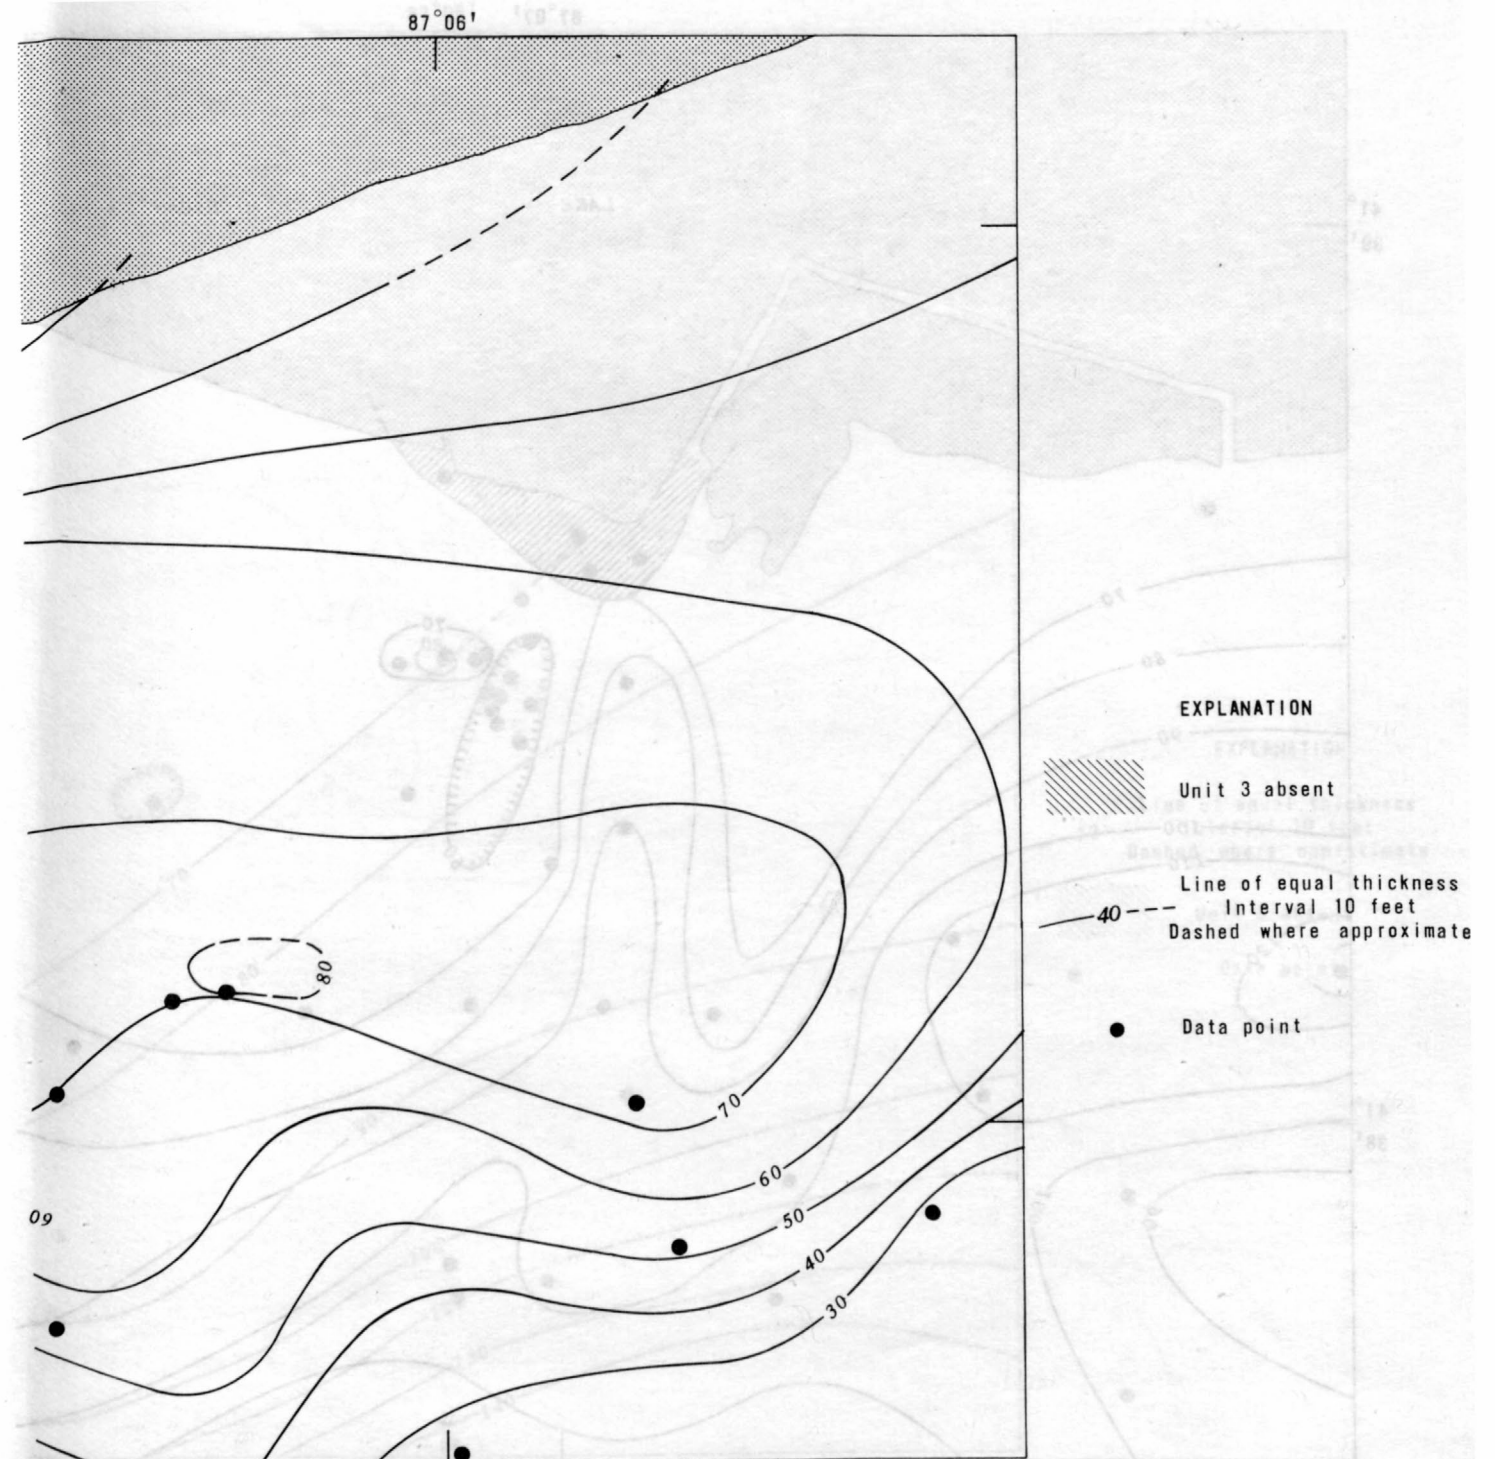 87°06'
EXPLANATION
Unit 3 absent
Line of equal thickness
40
Interval 10 feet
Dashed where approximate
80
Data point
70
60
60
50
40
30